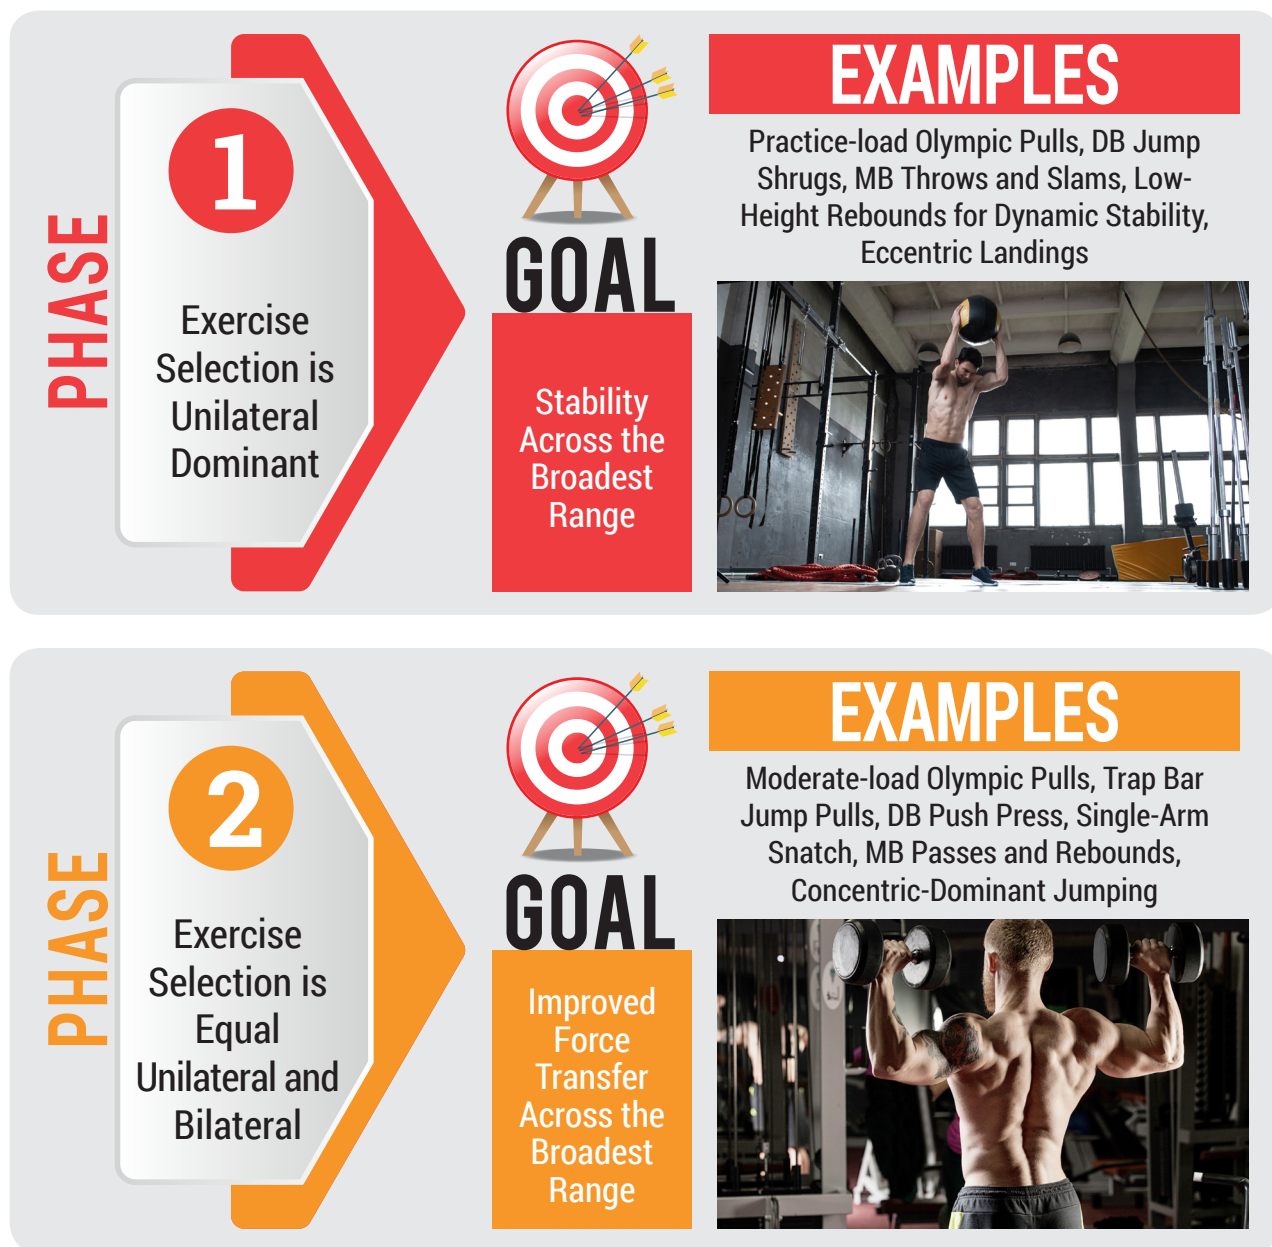 PHASE
1
Exercise
Selection is
Unilateral
Dominant
GOAL
Stability
Across the
Broadest
Range
EXAMPLES
Practice-load Olympic Pulls, DB Jump
Shrugs, MB Throws and Slams, Low-
Height Rebounds for Dynamic Stability,
Eccentric Landings
PHASE
2
Exercise
Selection is
Equal
Unilateral and
Bilateral
GOAL
Improved
Force
Transfer
Across the
Broadest
Range
EXAMPLES
Moderate-load Olympic Pulls, Trap Bar
Jump Pulls, DB Push Press, Single-Arm
Snatch, MB Passes and Rebounds,
Concentric-Dominant Jumping